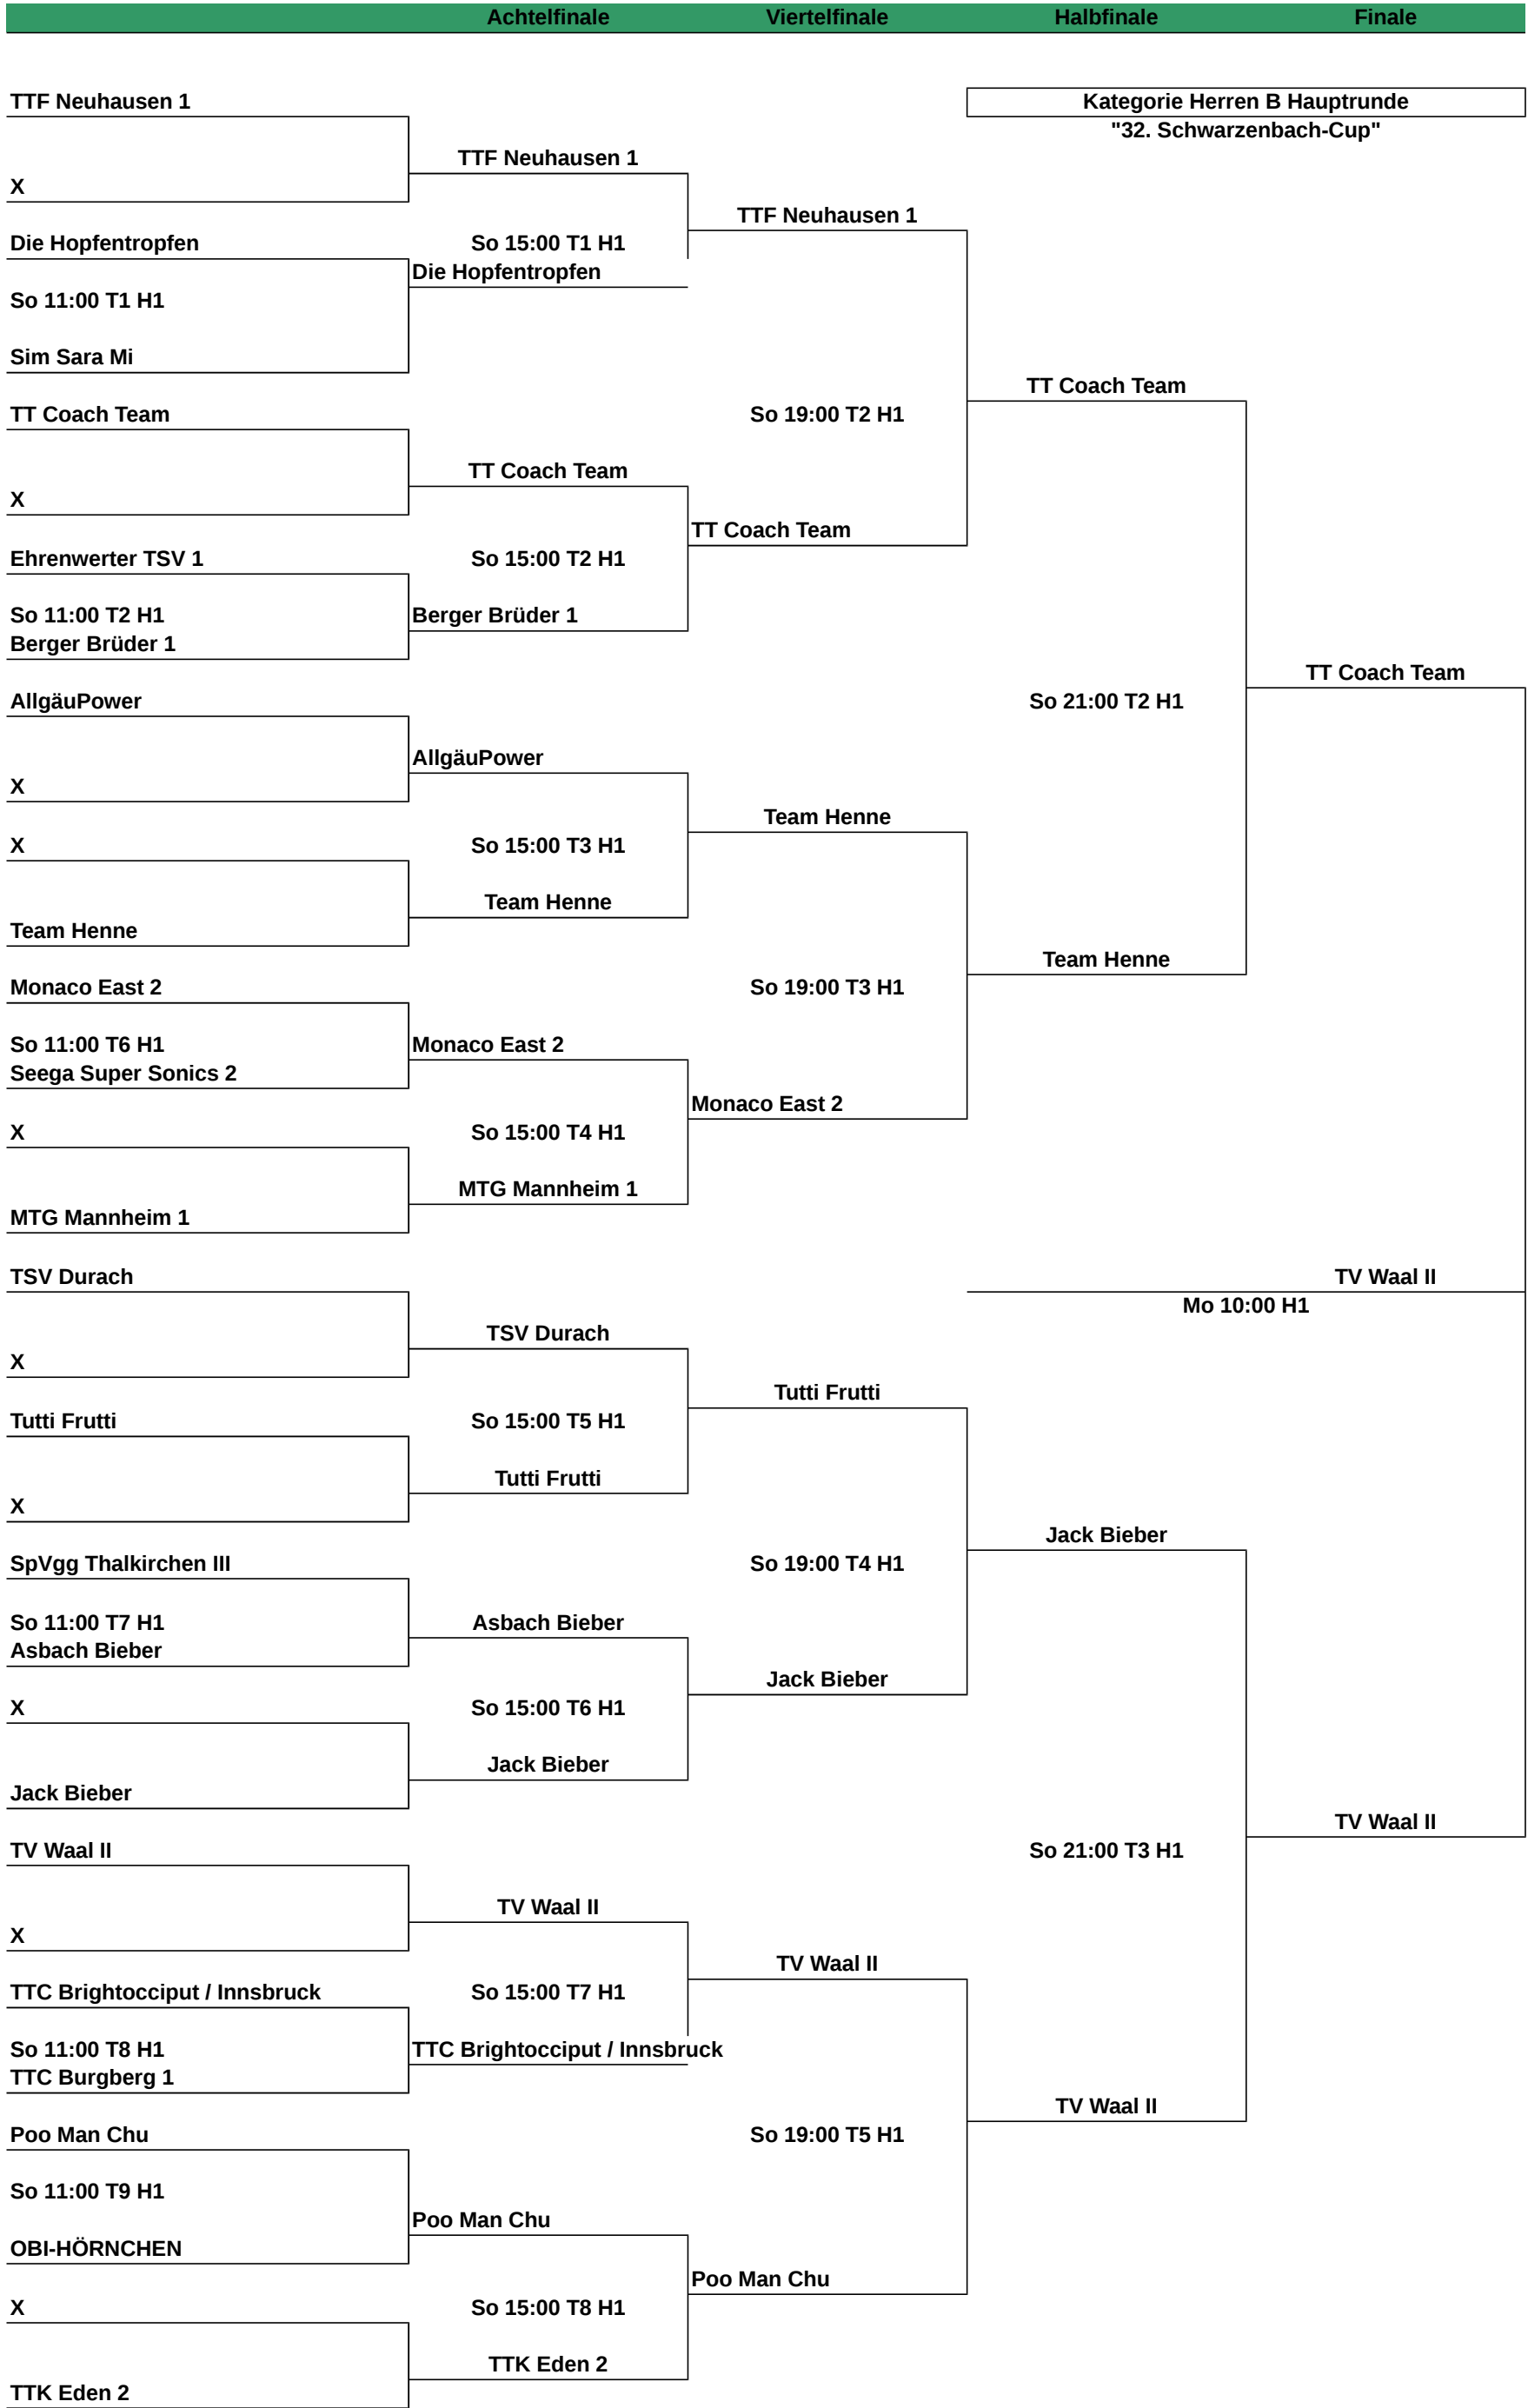 Achtelfinale Viertelfinale Halbfinale Finale
TTF Neuhausen 1 Kategorie Herren B Hauptrunde
"32. Schwarzenbach-Cup"
TTF Neuhausen 1
X
TTF Neuhausen 1
Die Hopfentropfen So 15:00 T1 H1
Die Hopfentropfen
So 11:00 T1 H1
Sim Sara Mi
TT Coach Team
TT Coach Team So 19:00 T2 H1
TT Coach Team
X
TT Coach Team
Ehrenwerter TSV 1 So 15:00 T2 H1
So 11:00 T2 H1 Berger Brüder 1
Berger Brüder 1
TT Coach Team
AllgäuPower So 21:00 T2 H1
AllgäuPower
X
Team Henne
X So 15:00 T3 H1
Team Henne
Team Henne
Team Henne
Monaco East 2 So 19:00 T3 H1
So 11:00 T6 H1 Monaco East 2
Seega Super Sonics 2
Monaco East 2
X So 15:00 T4 H1
MTG Mannheim 1
MTG Mannheim 1
TSV Durach TV Waal II
Mo 10:00 H1
TSV Durach
X
Tutti Frutti
Tutti Frutti So 15:00 T5 H1
Tutti Frutti
X
Jack Bieber
SpVgg Thalkirchen III So 19:00 T4 H1
So 11:00 T7 H1 Asbach Bieber
Asbach Bieber
Jack Bieber
X So 15:00 T6 H1
Jack Bieber
Jack Bieber
TV Waal II
TV Waal II So 21:00 T3 H1
TV Waal II
X
TV Waal II
TTC Brightocciput / Innsbruck So 15:00 T7 H1
So 11:00 T8 H1 TTC Brightocciput / Innsbruck
TTC Burgberg 1
TV Waal II
Poo Man Chu So 19:00 T5 H1
So 11:00 T9 H1
Poo Man Chu
OBI-HÖRNCHEN
Poo Man Chu
X So 15:00 T8 H1
TTK Eden 2
TTK Eden 2